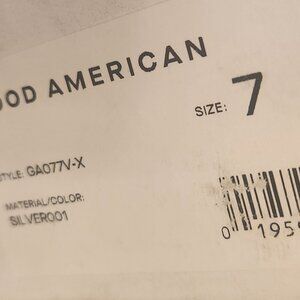 OOD AMERICAN
SIZE: 7
STYLE: GA077V-X
MATERIAL/COLOR:
SILVER001
0 195